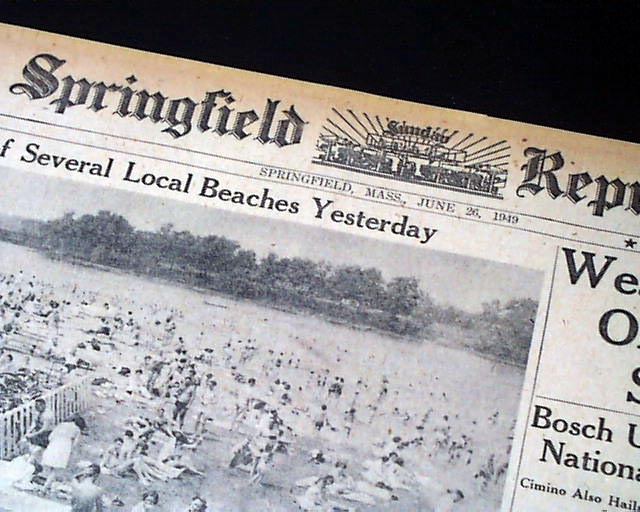 Springfield Sunday Repu
SPRINGFIELD, MASS., JUNE 26, 1949
f Several Local Beaches Yesterday
We
O
S
Bosch U
Nationa
Cimino Also Hail